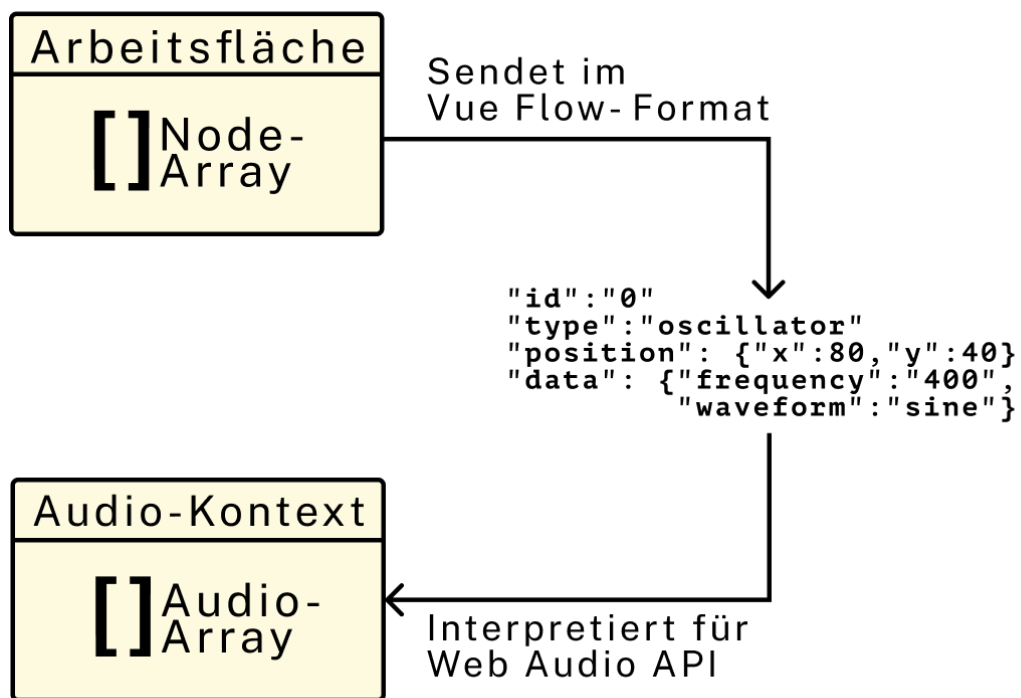 Arbeitsfläche
[] Node-
Array
Sendet im
Vue Flow-Format
"id":"0"
"type":"oscillator"
"position": {"x":80,"y":40}
"data": {"frequency":"400",
"waveform":"sine"}
Audio-Kontext
[] Audio-
Array
Interpretiert für
Web Audio API